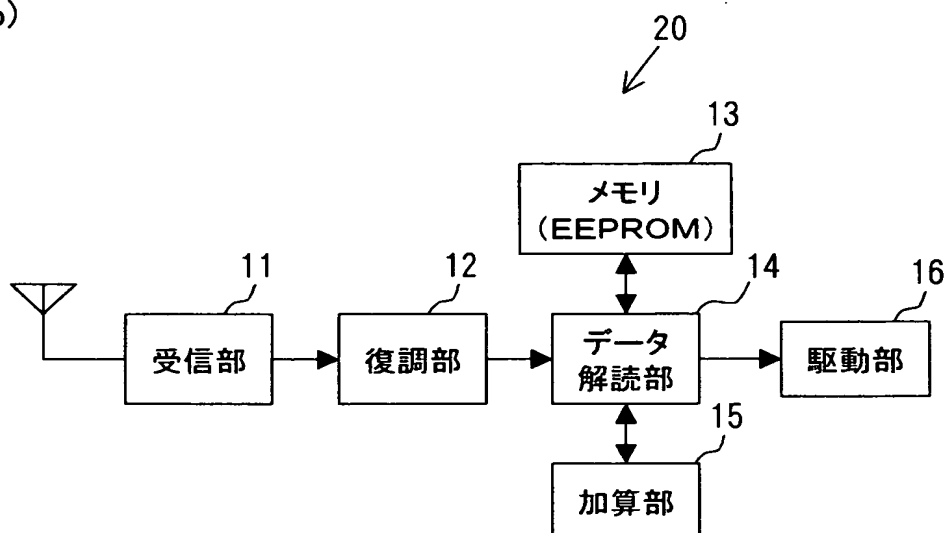 20
13
メモリ
(EEPROM)
11
12
14
16
受信部
復調部
データ
解読部
駆動部
15
加算部